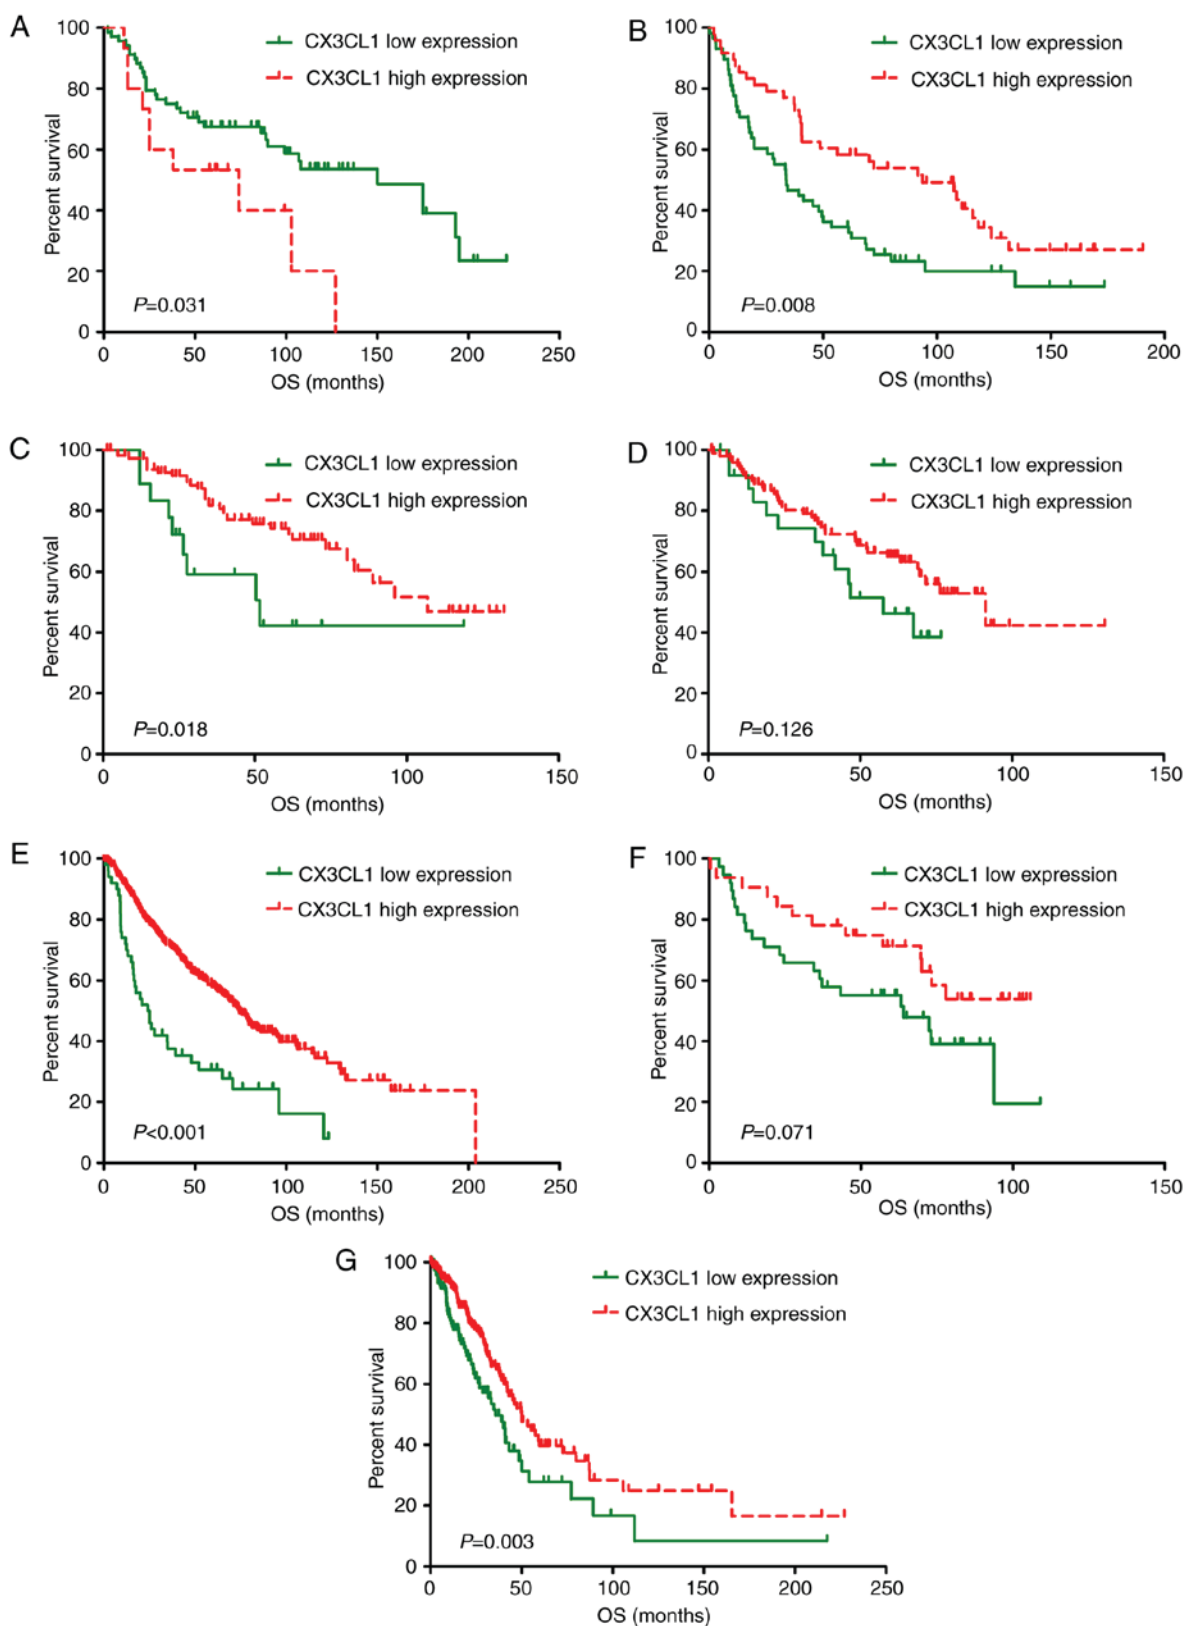 A
Percent survival
100
80
60
40
20
0
CX3CL1 low expression
CX3CL1 high expression
P=0.031
0 50 100 150 200 250
OS (months)
B
Percent survival
100
80
60
40
20
0
CX3CL1 low expression
CX3CL1 high expression
P=0.008
0 50 100 150 200
OS (months)
C
Percent survival
100
80
60
40
20
0
CX3CL1 low expression
CX3CL1 high expression
P=0.018
0 50 100 150
OS (months)
D
Percent survival
100
80
60
40
20
0
CX3CL1 low expression
CX3CL1 high expression
P=0.126
0 50 100 150
OS (months)
E
Percent survival
100
80
60
40
20
0
CX3CL1 low expression
CX3CL1 high expression
P<0.001
0 50 100 150 200 250
OS (months)
F
Percent survival
100
80
60
40
20
0
CX3CL1 low expression
CX3CL1 high expression
P=0.071
0 50 100 150
OS (months)
G
Percent survival
100
80
60
40
20
0
CX3CL1 low expression
CX3CL1 high expression
P=0.003
0 50 100 150 200 250
OS (months)